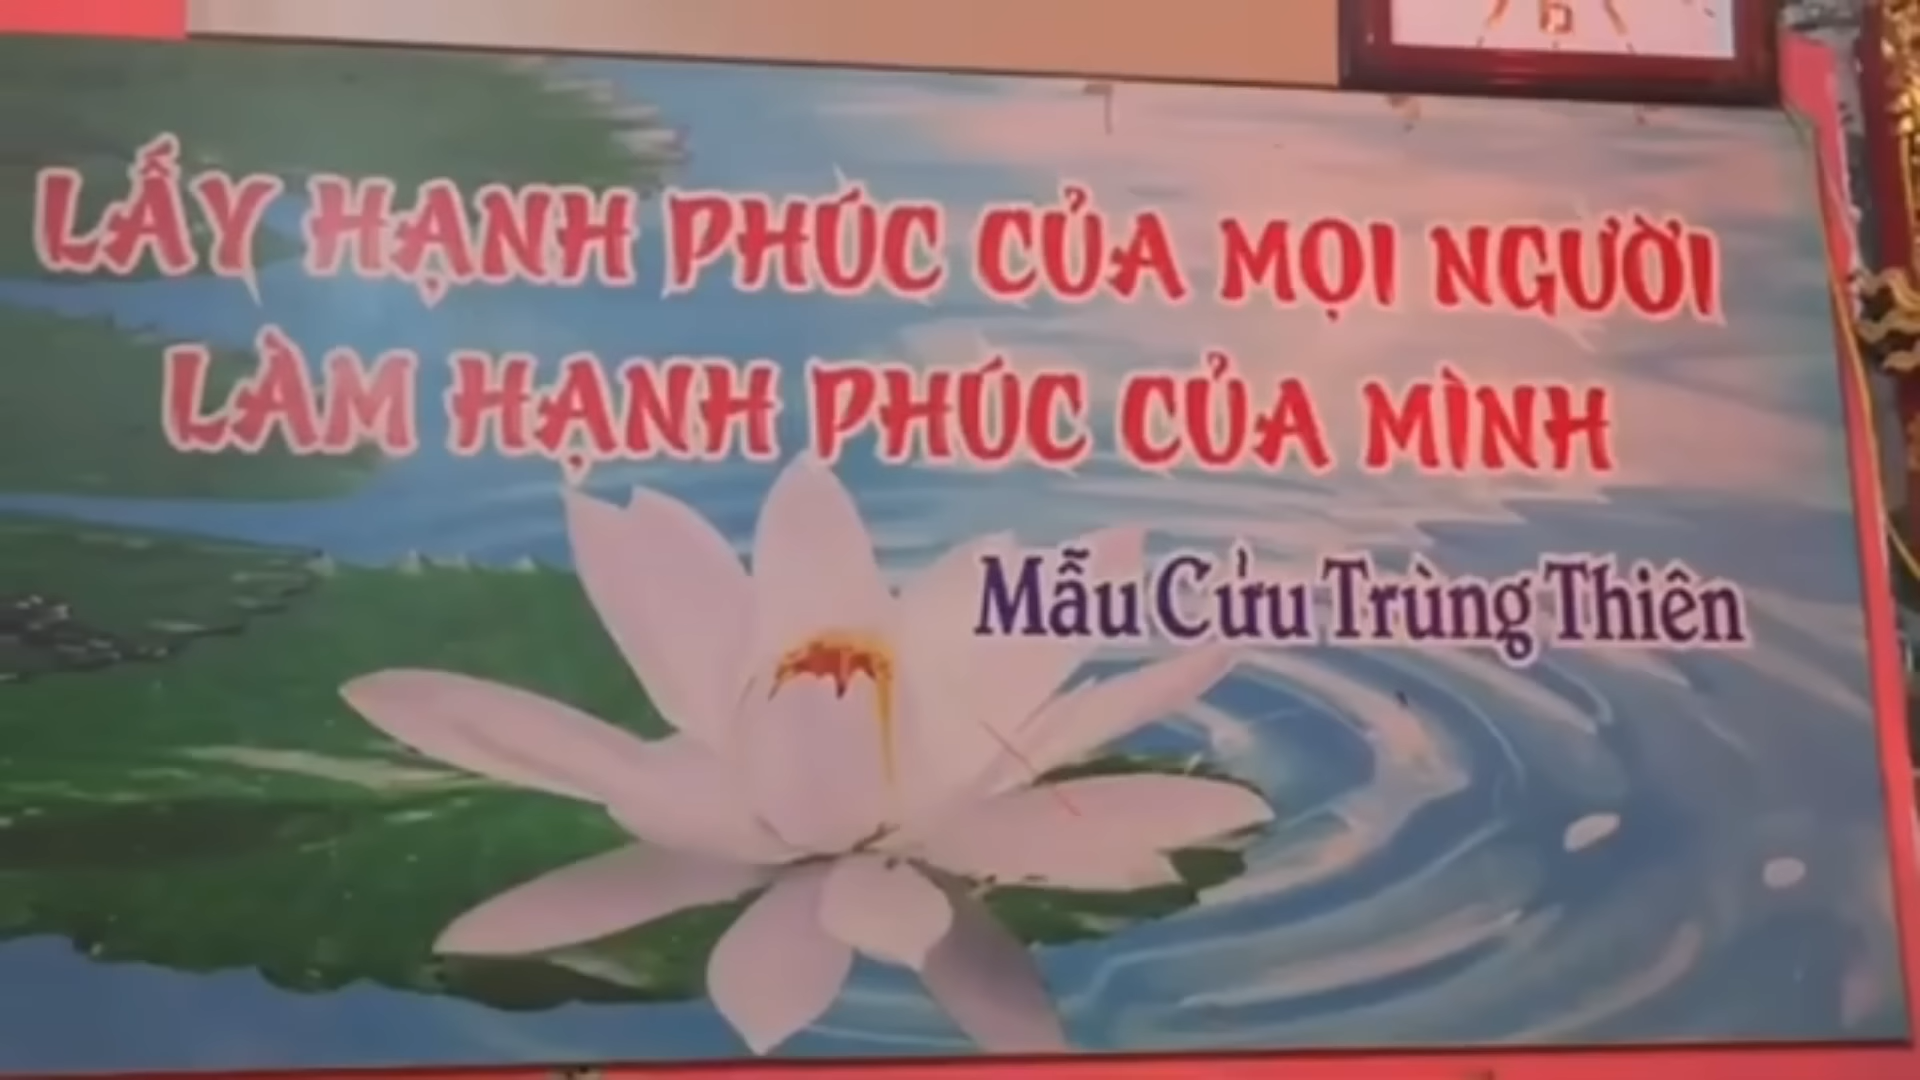 LẤY HẠNH PHÚC CỦA MỌI NGƯỜI
LÀM HẠNH PHÚC CỦA MÌNH
Mẫu Cửu Trùng Thiên